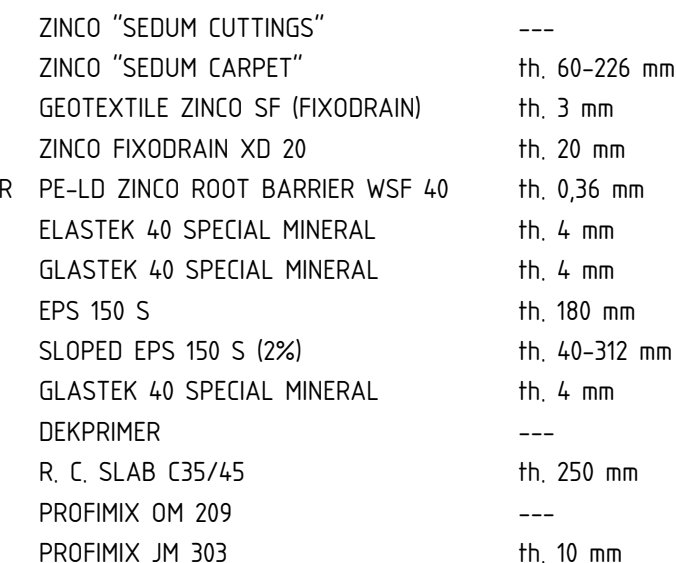 ZINCO "SEDUM CUTTINGS" ---
ZINCO "SEDUM CARPET" th. 60-226 mm
GEOTEXTILE ZINCO SF (FIXODRAIN) th. 3 mm
ZINCO FIXODRAIN XD 20 th. 20 mm
R PE-LD ZINCO ROOT BARRIER WSF 40 th. 0,36 mm
ELASTEK 40 SPECIAL MINERAL th. 4 mm
GLASTEK 40 SPECIAL MINERAL th. 4 mm
EPS 150 S th. 180 mm
SLOPED EPS 150 S (2%) th. 40-312 mm
GLASTEK 40 SPECIAL MINERAL th. 4 mm
DEKPRIMER ---
R. C. SLAB C35/45 th. 250 mm
PROFIMIX OM 209 ---
PROFIMIX JM 303 th. 10 mm